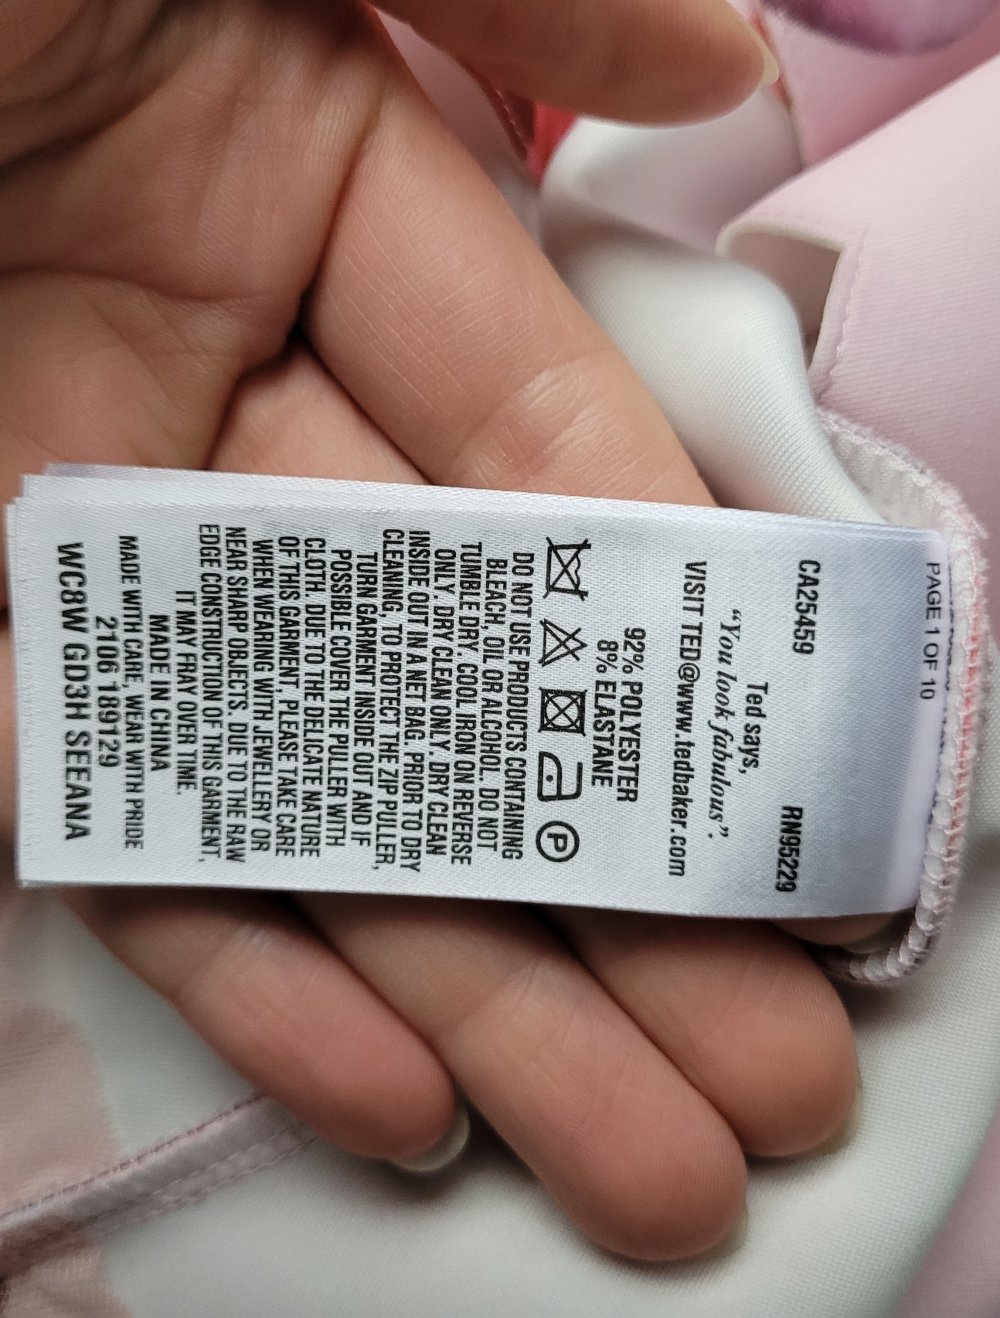 PAGE 1 OF 10
CA25459 RN95229
Ted says,
“You look fabulous”.
VISIT TED@www.tedbaker.com
92% POLYESTER
8% ELASTANE
P
DO NOT USE PRODUCTS CONTAINING
BLEACH, OIL OR ALCOHOL. DO NOT
TUMBLE DRY. COOL IRON ON REVERSE
ONLY. DRY CLEAN ONLY. DRY CLEAN
INSIDE OUT IN A NET BAG. PRIOR TO DRY
CLEANING, TO PROTECT THE ZIP PULLER,
TURN GARMENT INSIDE OUT AND IF
POSSIBLE COVER THE PULLER WITH
CLOTH. DUE TO THE DELICATE NATURE
OF THIS GARMENT, PLEASE TAKE CARE
WHEN WEARING WITH JEWELLERY OR
NEAR SHARP OBJECTS. DUE TO THE RAW
EDGE CONSTRUCTION OF THIS GARMENT,
IT MAY FRAY OVER TIME.
MADE IN CHINA
MADE WITH CARE, WEAR WITH PRIDE
2106 189129
WC8W GD3H SEEANA